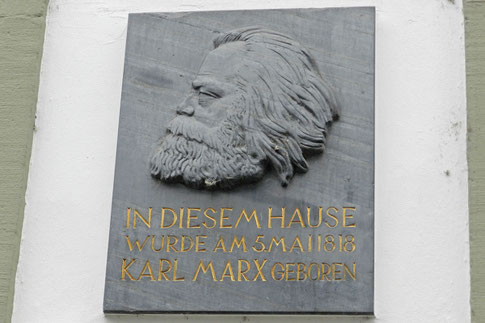 IN DIESEM HAUSE
WURDE AM 5.MAI 1818
KARL MARX GEBOREN